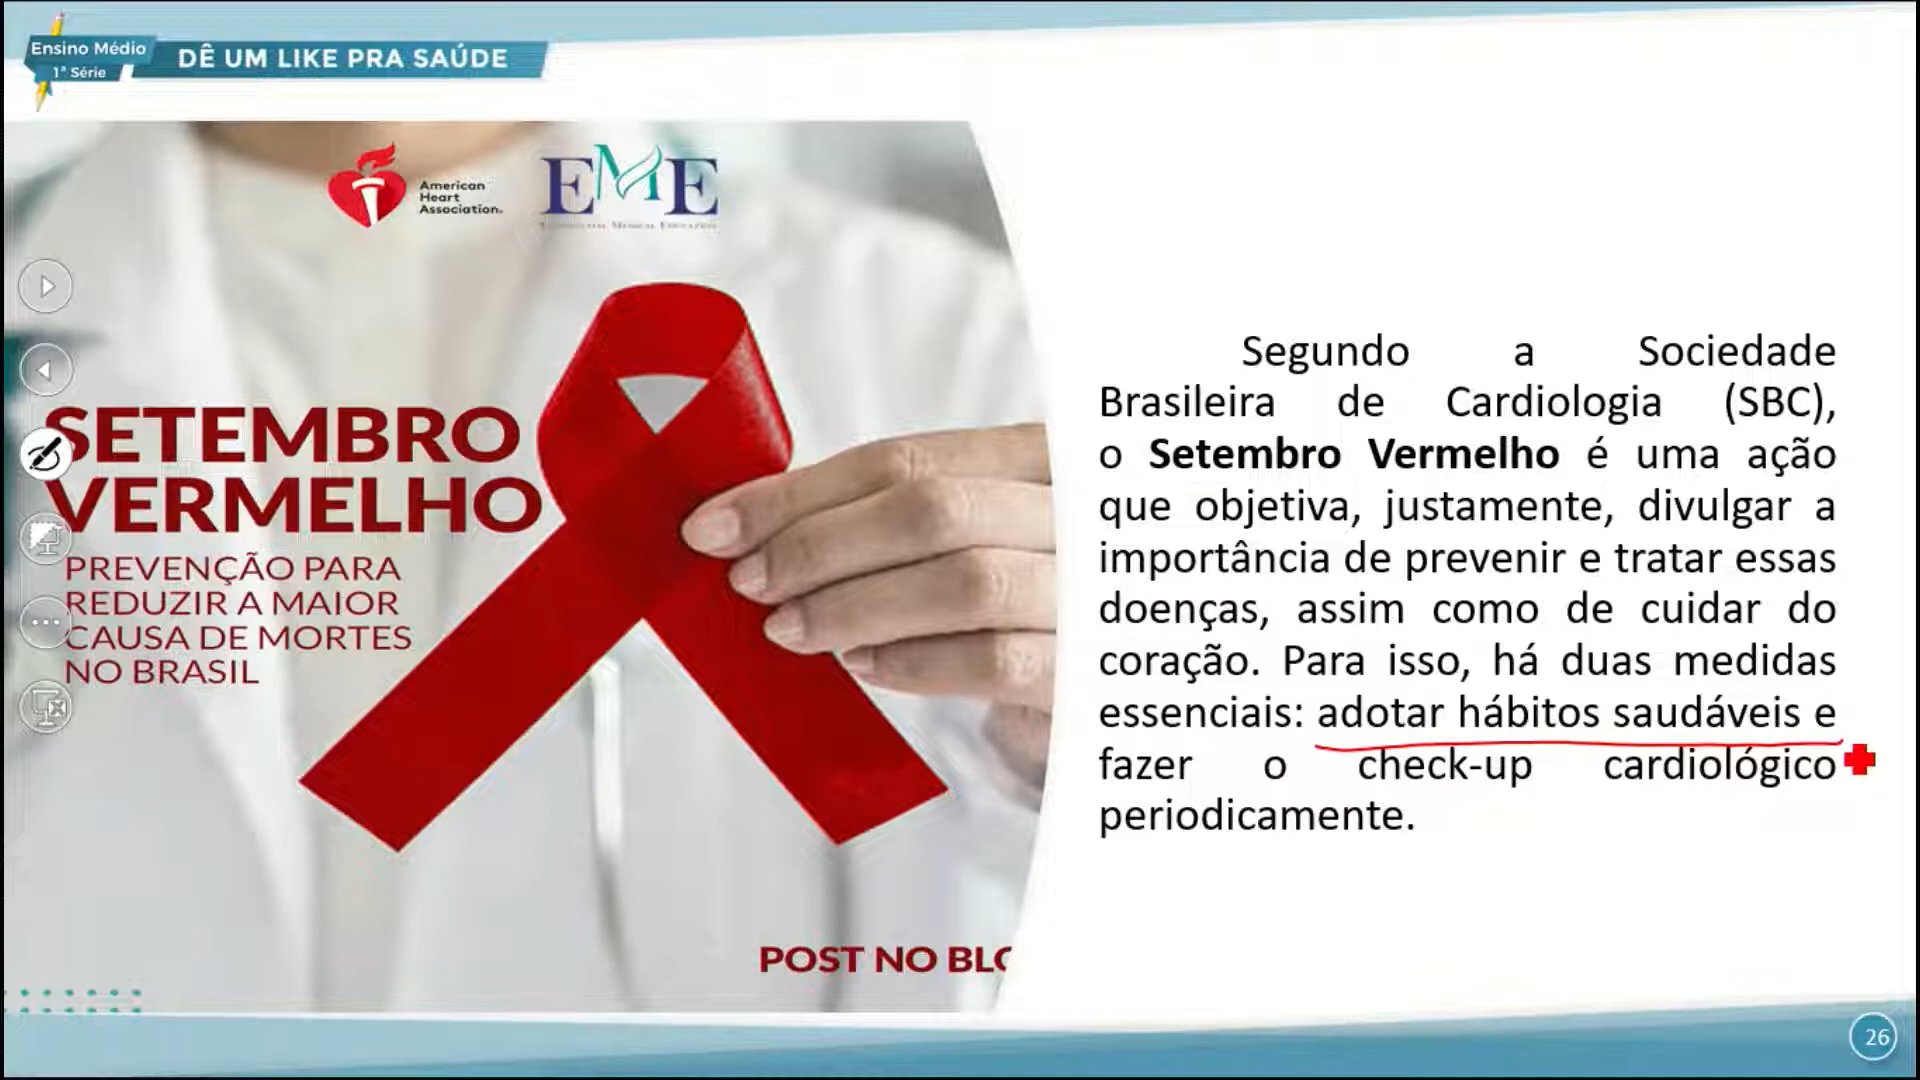 Ensino Médio
1ª Série
DÊ UM LIKE PRA SAÚDE
American
Heart
Association.
EME
SETEMBRO
VERMELHO
PREVENÇÃO PARA
REDUZIR A MAIOR
CAUSA DE MORTES
NO BRASIL
POST NO
Segundo a Sociedade
Brasileira de Cardiologia (SBC),
o Setembro Vermelho é uma ação
que objetiva, justamente, divulgar a
importância de prevenir e tratar essas
doenças, assim como de cuidar do
coração. Para isso, há duas medidas
essenciais: adotar hábitos saudáveis e
fazer o check-up cardiológico
periodicamente.
26